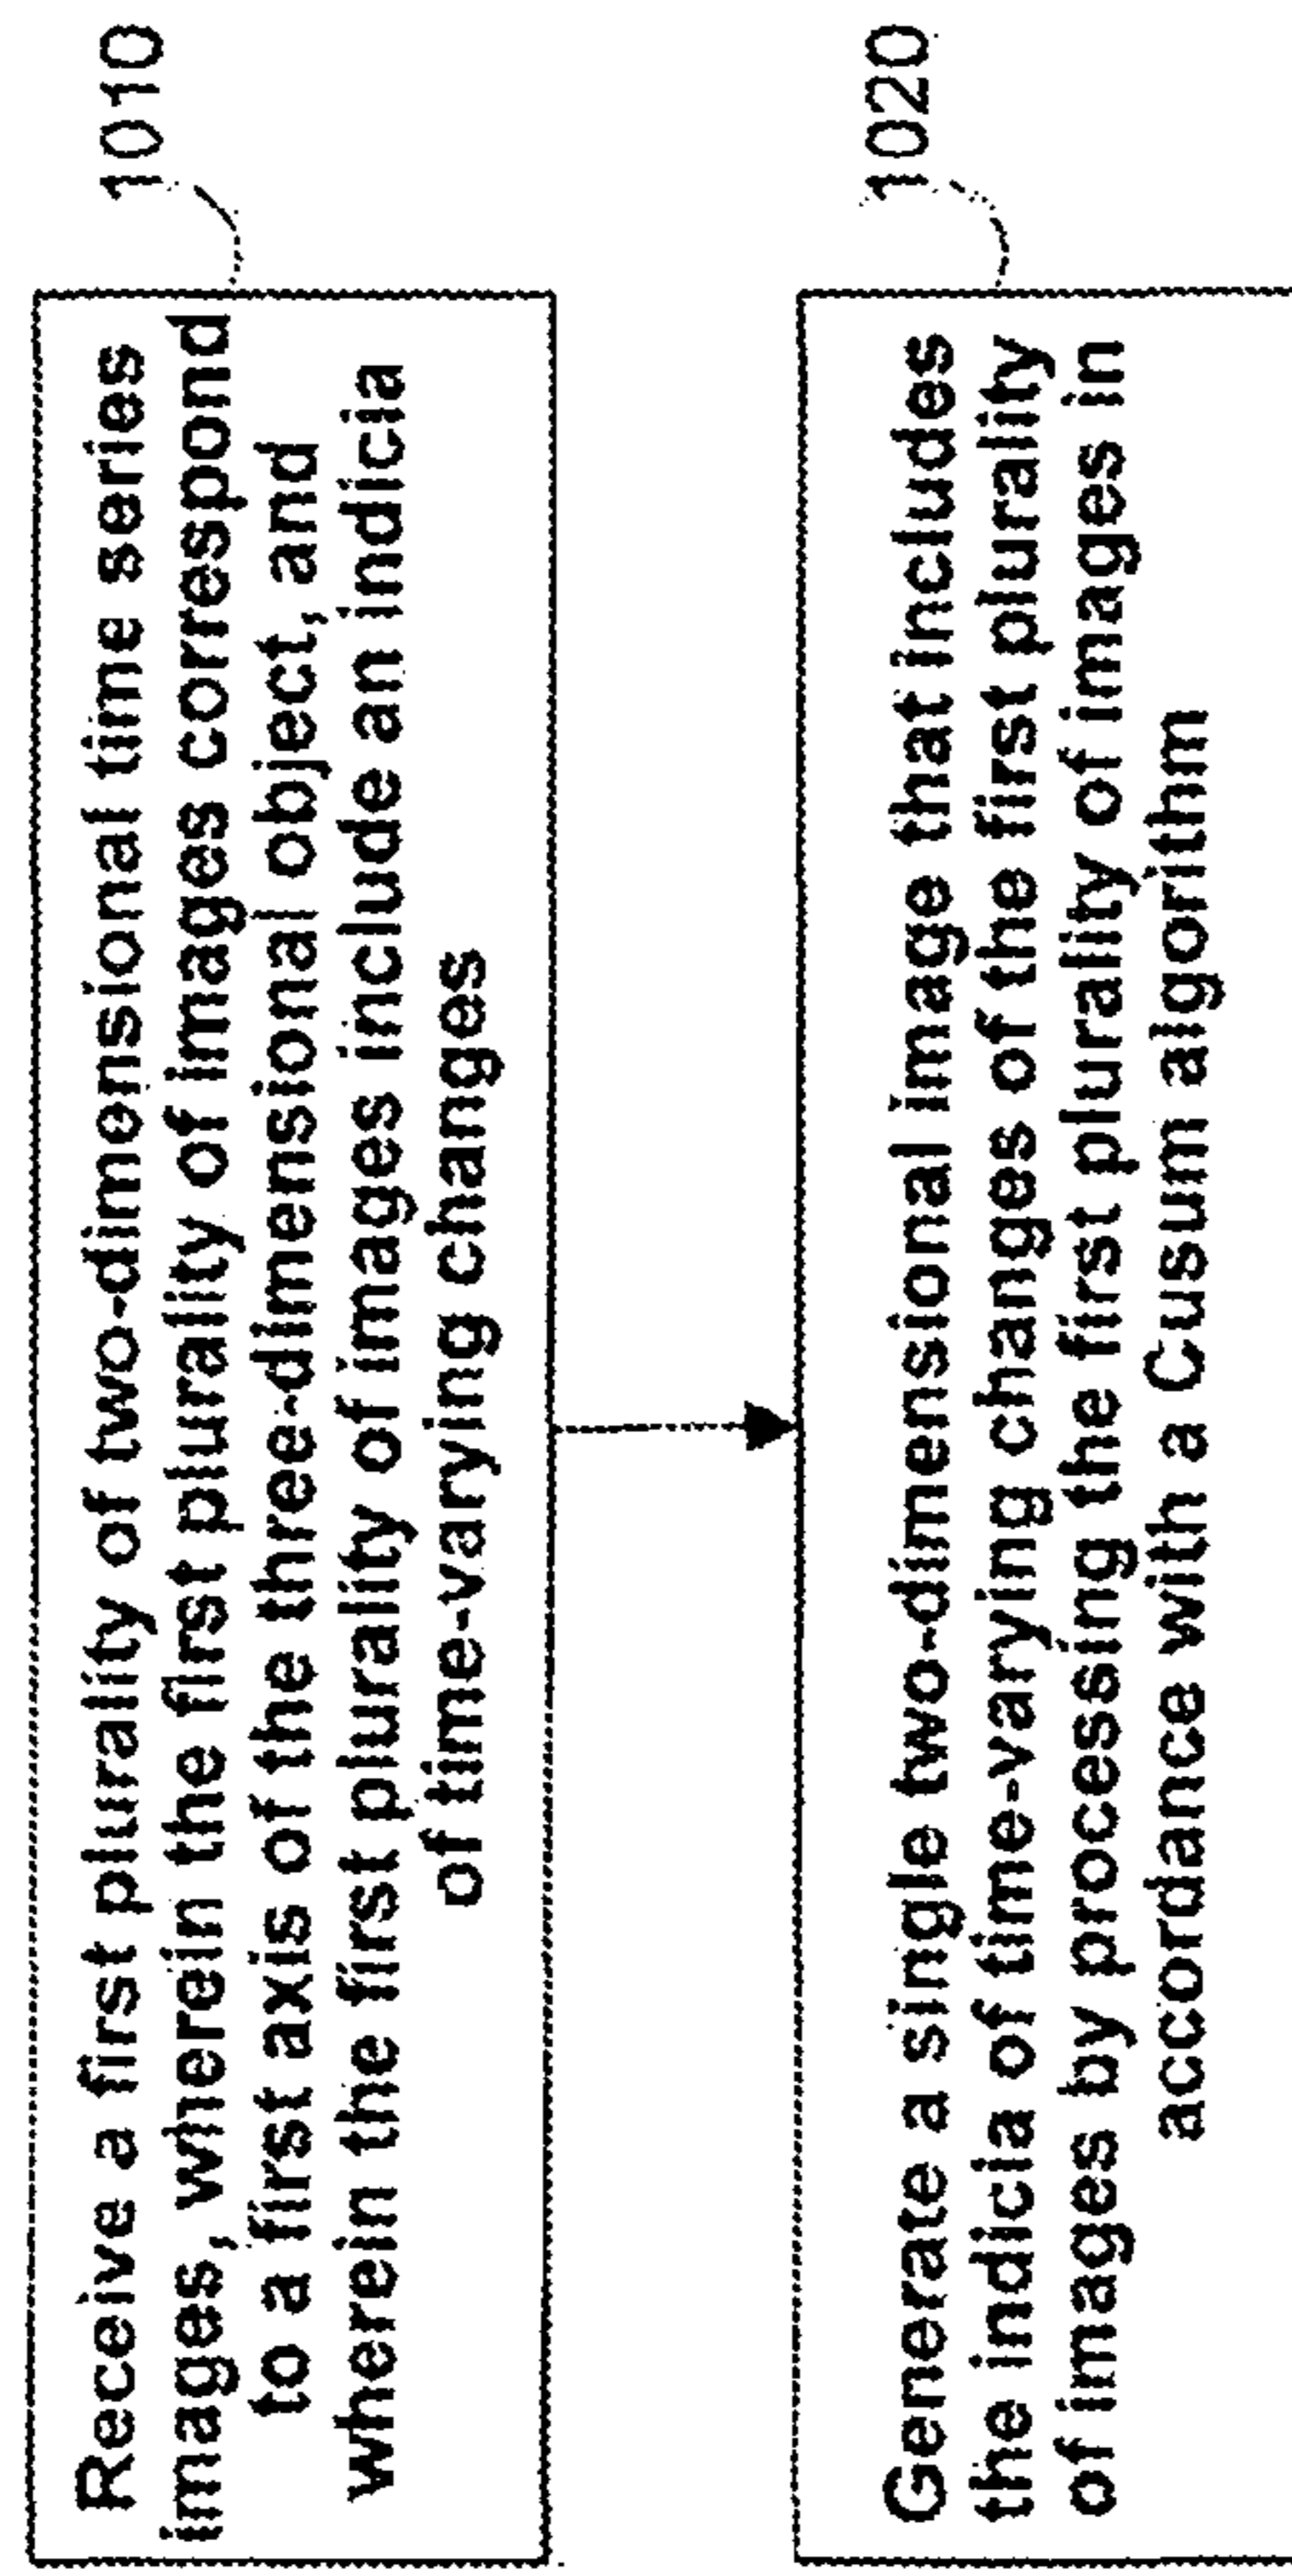 Receive a first plurality of two-dimensional time series
images, wherein the first plurality of images correspond
to a first axis of the three-dimensional object, and
wherein the first plurality of images include an indicia
of time-varying changes
1010
Generate a single two-dimensional image that includes
the indicia of time-varying changes of the first plurality
of images by processing the first plurality of images in
accordance with a Cusum algorithm
1020